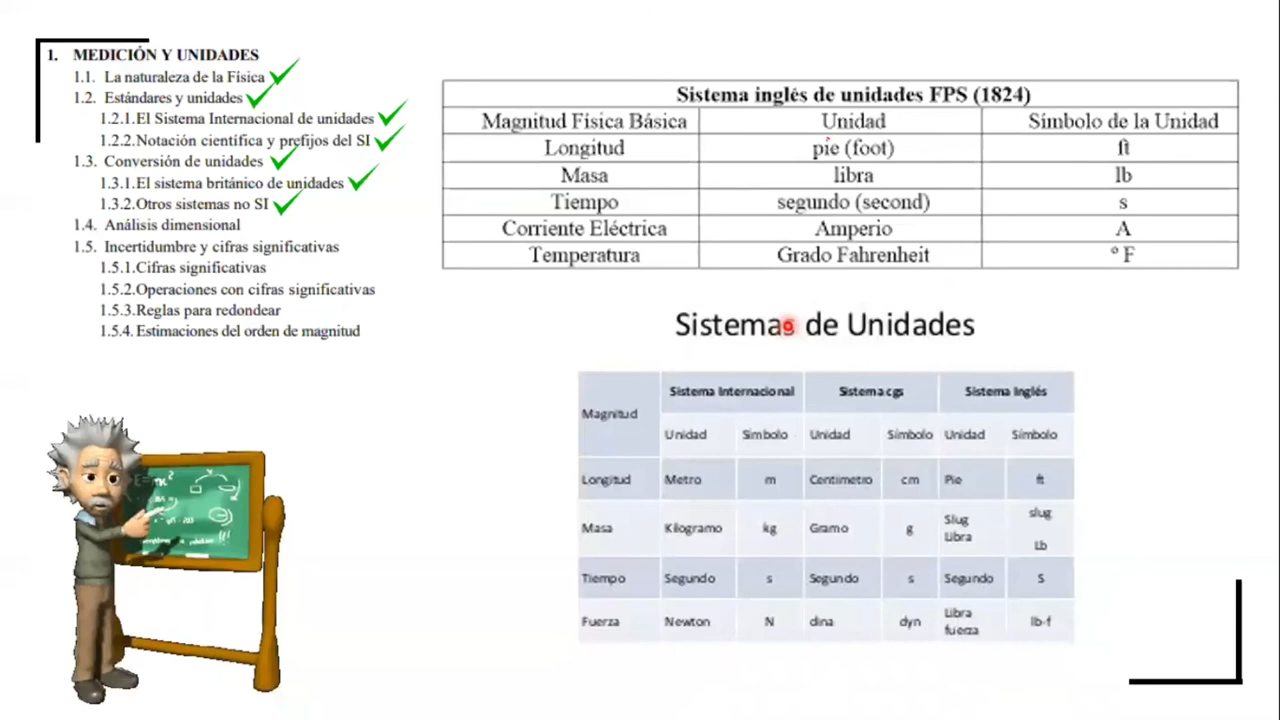 1. MEDICIÓN Y UNIDADES
1.1. La naturaleza de la Física
1.2. Estándares y unidades
1.2.1.El Sistema Internacional de unidades
1.2.2.Notación científica y prefijos del SI
1.3. Conversión de unidades
1.3.1.El sistema británico de unidades
1.3.2.Otros sistemas no SI
1.4. Análisis dimensional
1.5. Incertidumbre y cifras significativas
1.5.1.Cifras significativas
1.5.2.Operaciones con cifras significativas
1.5.3.Reglas para redondear
1.5.4.Estimaciones del orden de magnitud
Sistema inglés de unidades FPS (1824)
Magnitud Física Básica Unidad Símbolo de la Unidad
Longitud pie (foot) ft
Masa libra lb
Tiempo segundo (second) s
Corriente Eléctrica Amperio A
Temperatura Grado Fahrenheit ° F
Sistemas de Unidades
Magnitud Sistema Internacional Sistema cgs Sistema Inglés
Unidad Símbolo Unidad Símbolo Unidad Símbolo
Longitud Metro m Centímetro cm Pie ft
Masa Kilogramo kg Gramo g Slug Libra slug Lb
Tiempo Segundo s Segundo s Segundo S
Fuerza Newton N dina dyn Libra fuerza lb-f